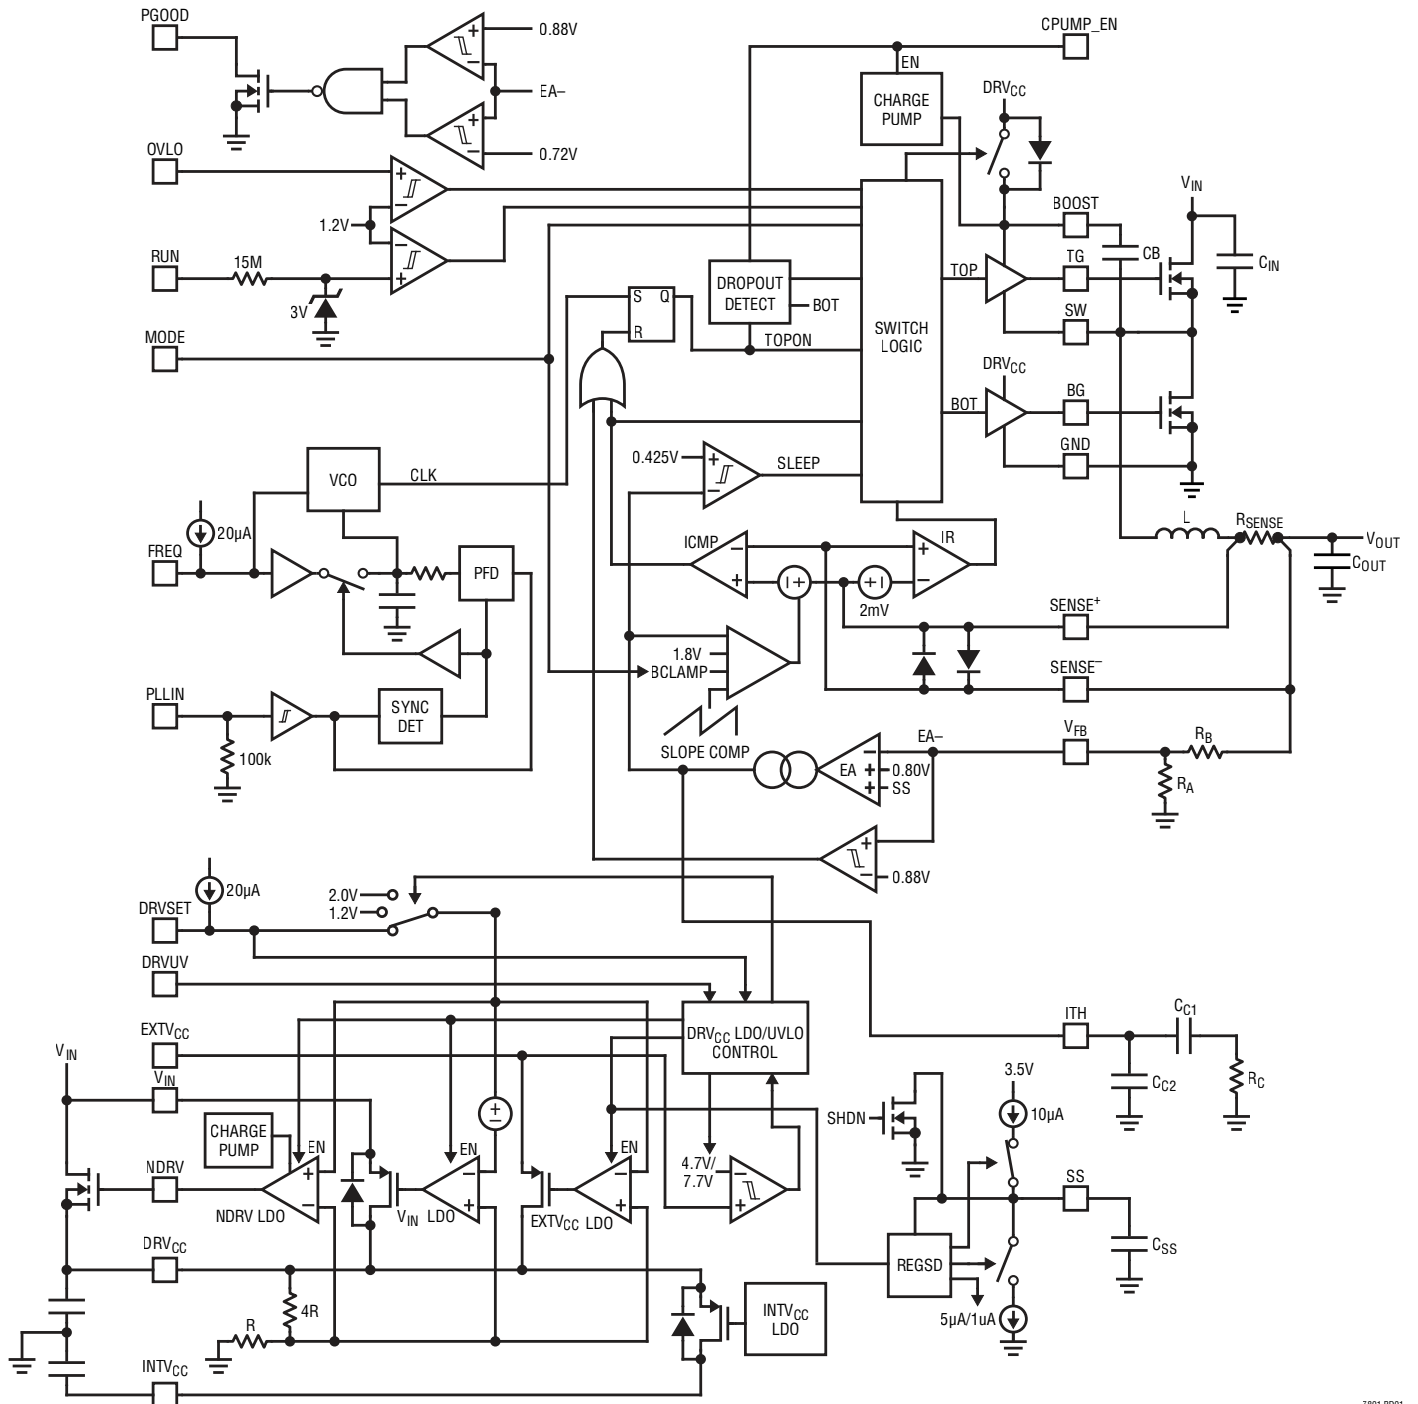 PGOOD
0.88V
EA–
0.72V
CPUMP_EN
EN
CHARGE
PUMP
DRVCC
OVLO
1.2V
RUN
15M
3V
MODE
BOOST
VIN
CB
CIN
TOP
TG
SW
S
Q
R
DROPOUT
DETECT
BOT
TOPON
SWITCH
LOGIC
DRVCC
BOT
BG
GND
0.425V
+
–
SLEEP
VCO
CLK
20µA
FREQ
PFD
ICMP
IR
2mV
L
RSENSE
VOUT
COUT
SENSE+
SENSE–
1.8V
BCLAMP
SLOPE COMP
PLLIN
100k
SYNC
DET
EA–
EA
0.80V
SS
VFB
RB
RA
0.88V
20µA
DRVSET
2.0V
1.2V
DRVUV
EXTVCC
VIN
VIN
DRVCC LDO/UVLO
CONTROL
CHARGE
PUMP
EN
EN
EN
NDRV
NDRV LDO
VIN LDO
EXTVCC LDO
4.7V/
7.7V
DRVCC
4R
R
INTVCC
INTVCC
LDO
ITH
CC1
CC2
RC
SHDN
3.5V
10µA
SS
CSS
REGSD
5µA/1uA